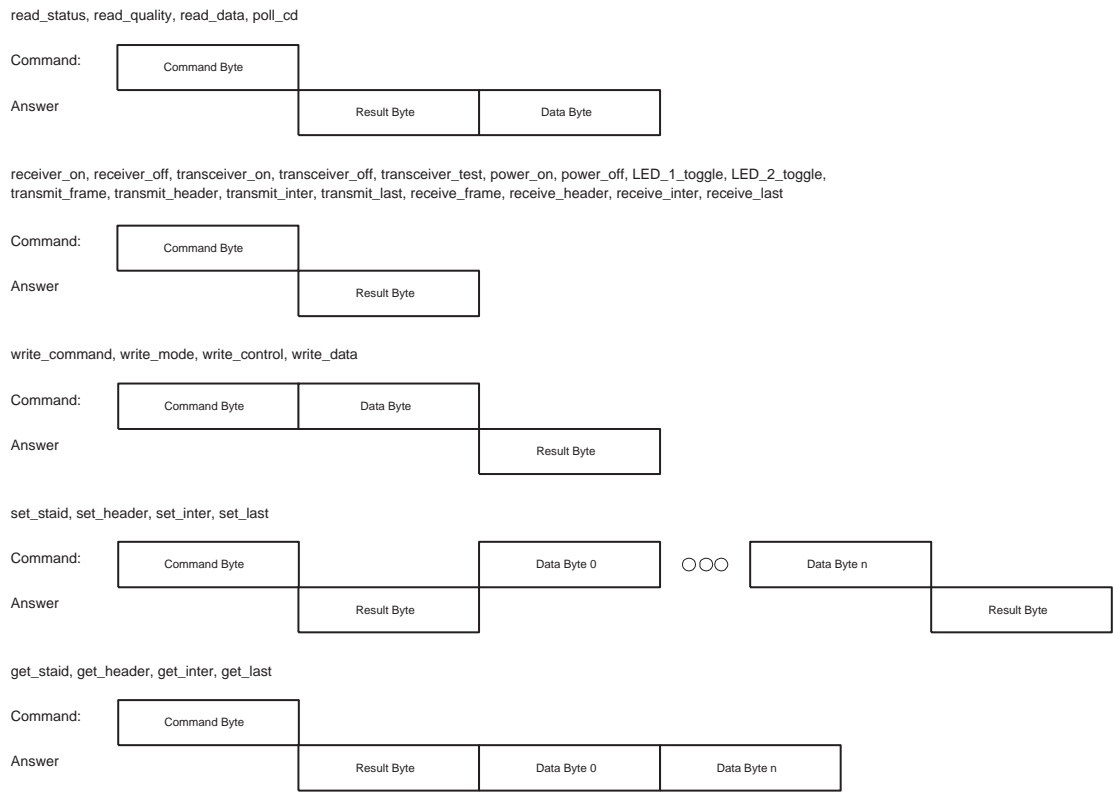 read_status, read_quality, read_data, poll_cd
Command:
Command Byte
Answer
Result Byte
Data Byte
receiver_on, receiver_off, transceiver_on, transceiver_off, transceiver_test, power_on, power_off, LED_1_toggle, LED_2_toggle,
transmit_frame, transmit_header, transmit_inter, transmit_last, receive_frame, receive_header, receive_inter, receive_last
Command:
Command Byte
Answer
Result Byte
write_command, write_mode, write_control, write_data
Command:
Command Byte
Data Byte
Answer
Result Byte
set_staid, set_header, set_inter, set_last
Command:
Command Byte
Data Byte 0
Data Byte n
Answer
Result Byte
Result Byte
get_staid, get_header, get_inter, get_last
Command:
Command Byte
Answer
Result Byte
Data Byte 0
Data Byte n